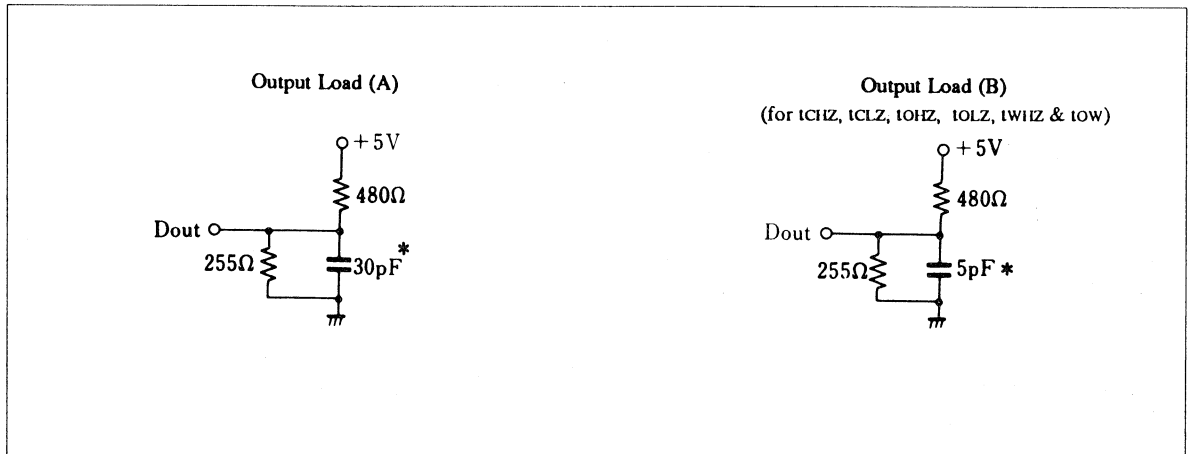 Output Load (A)
+5V
480Ω
Dout
255Ω
30pF*
Output Load (B)
(for tCHZ, tCLZ, tOHZ, tOLZ, tWHZ & tOW)
+5V
480Ω
Dout
255Ω
5pF *